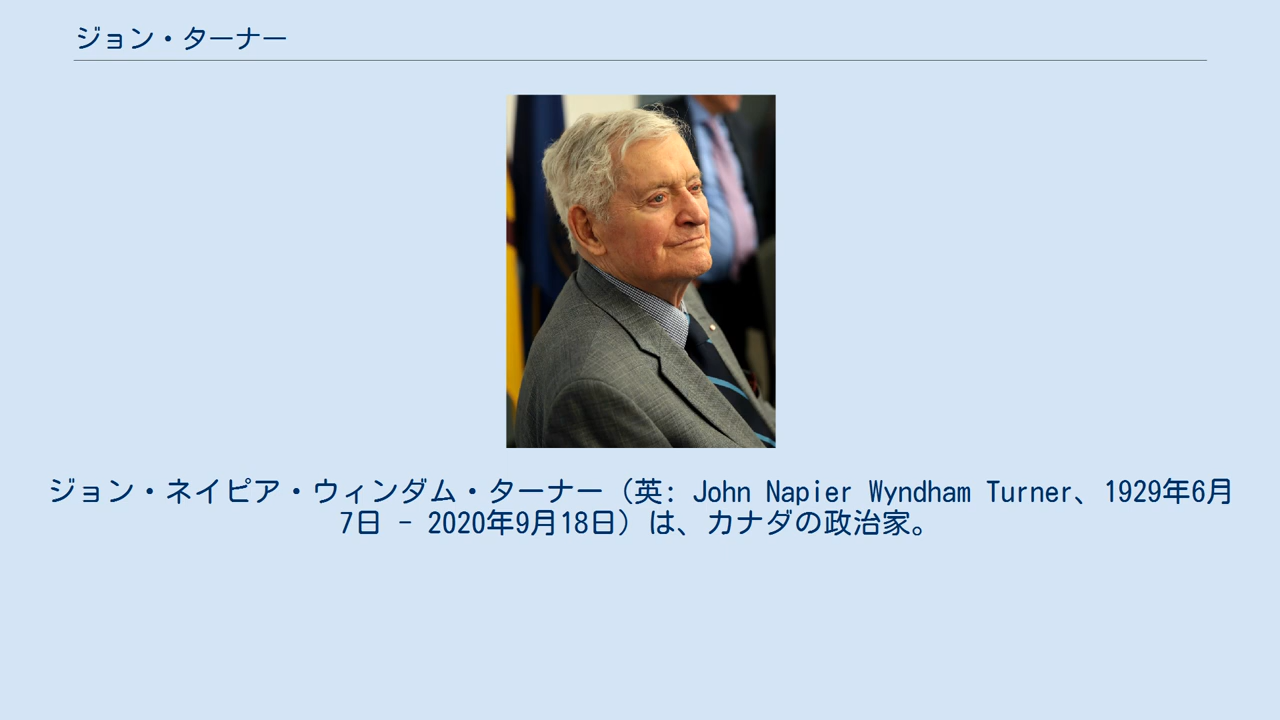 ジョン・ターナー
ジョン・ネイピア・ウィンダム・ターナー（英: John Napier Wyndham Turner、1929年6月
7日 - 2020年9月18日）は、カナダの政治家。